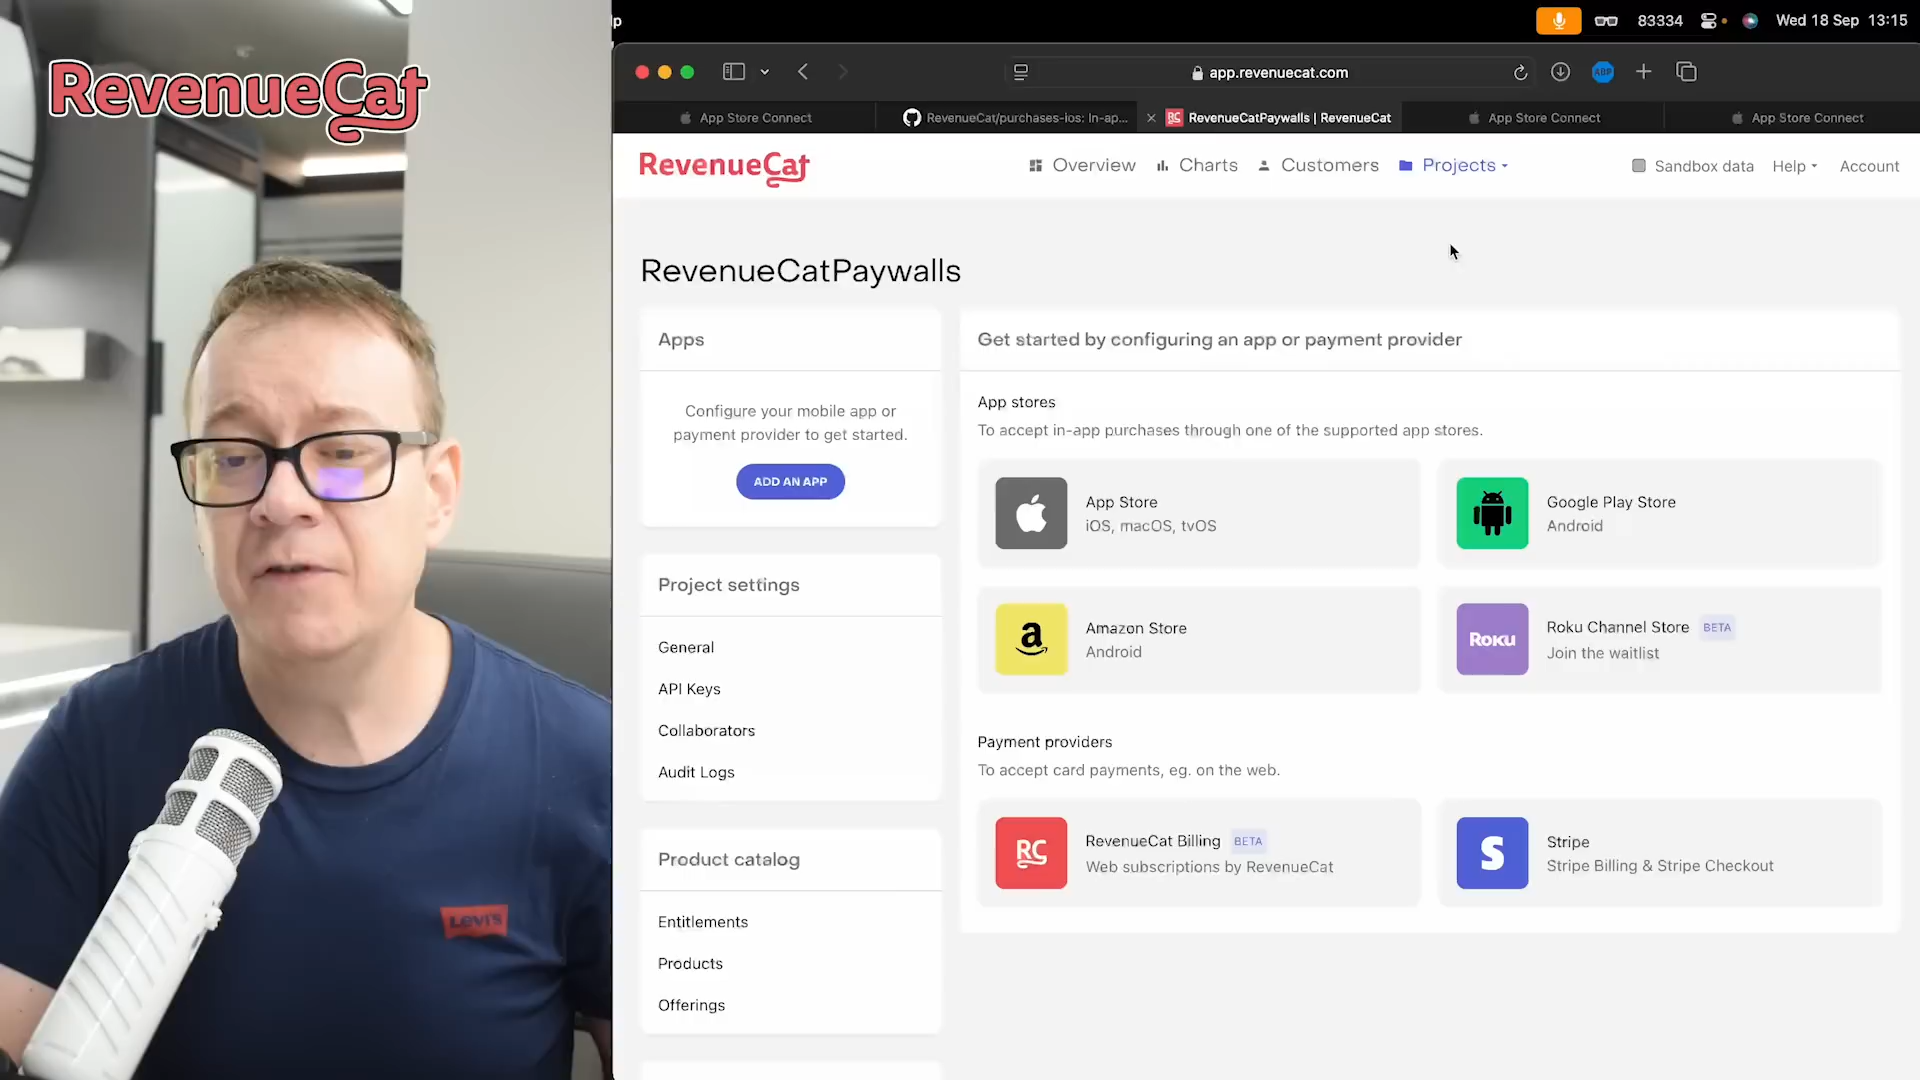 RevenueCat
lp
83334
Wed 18 Sep 13:15
app.revenuecat.com
ABP
App Store Connect
RevenueCat/purchases-ios: In-ap...
RC
RevenueCatPaywalls | RevenueCat
App Store Connect
App Store Connect
RevenueCat
Overview
Charts
Customers
Projects
Sandbox data
Help
Account
RevenueCatPaywalls
Apps
Configure your mobile app or
payment provider to get started.
ADD AN APP
Project settings
General
API Keys
Collaborators
Audit Logs
Product catalog
Entitlements
Products
Offerings
Get started by configuring an app or payment provider
App stores
To accept in-app purchases through one of the supported app stores.
App Store
iOS, macOS, tvOS
Google Play Store
Android
a
Amazon Store
Android
ROKU
Roku Channel Store BETA
Join the waitlist
Payment providers
To accept card payments, eg. on the web.
RC
RevenueCat Billing BETA
Web subscriptions by RevenueCat
S
Stripe
Stripe Billing & Stripe Checkout
LEVI'S